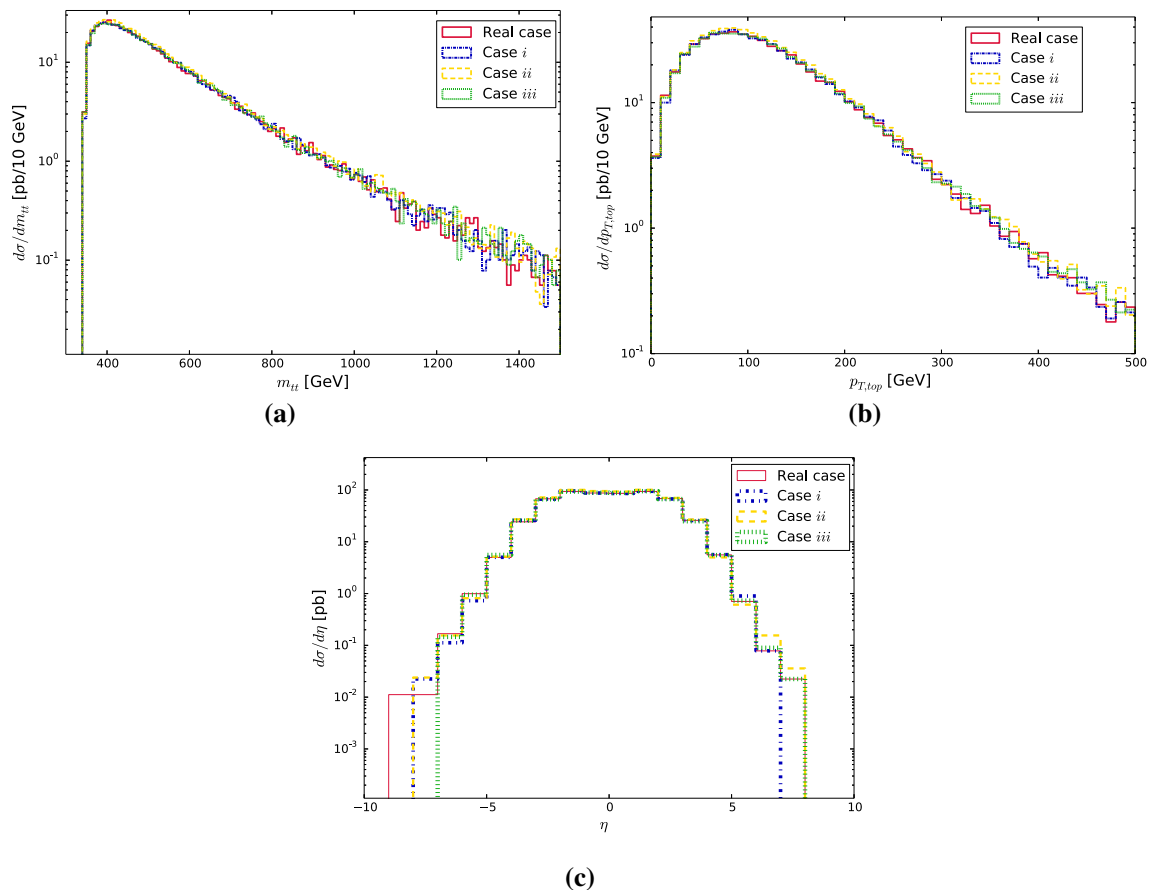 10^1
10^0
10^-1
dσ/dm_tt [pb/10 GeV]
400 600 800 1000 1200 1400
m_tt [GeV]
Real case
Case i
Case ii
Case iii
(a)
10^1
10^0
10^-1
dσ/dp_T,top [pb/10 GeV]
0 100 200 300 400 500
p_T,top [GeV]
Real case
Case i
Case ii
Case iii
(b)
10^2
10^1
10^0
10^-1
10^-2
10^-3
dσ/dη [pb]
−10 −5 0 5 10
η
Real case
Case i
Case ii
Case iii
(c)